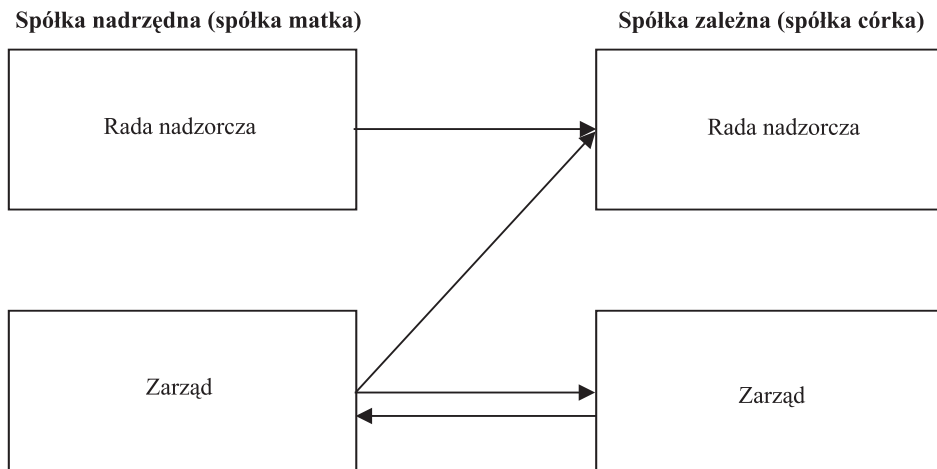 Spółka nadrzędna (spółka matka)
Spółka zależna (spółka córka)
Rada nadzorcza
Rada nadzorcza
Zarząd
Zarząd